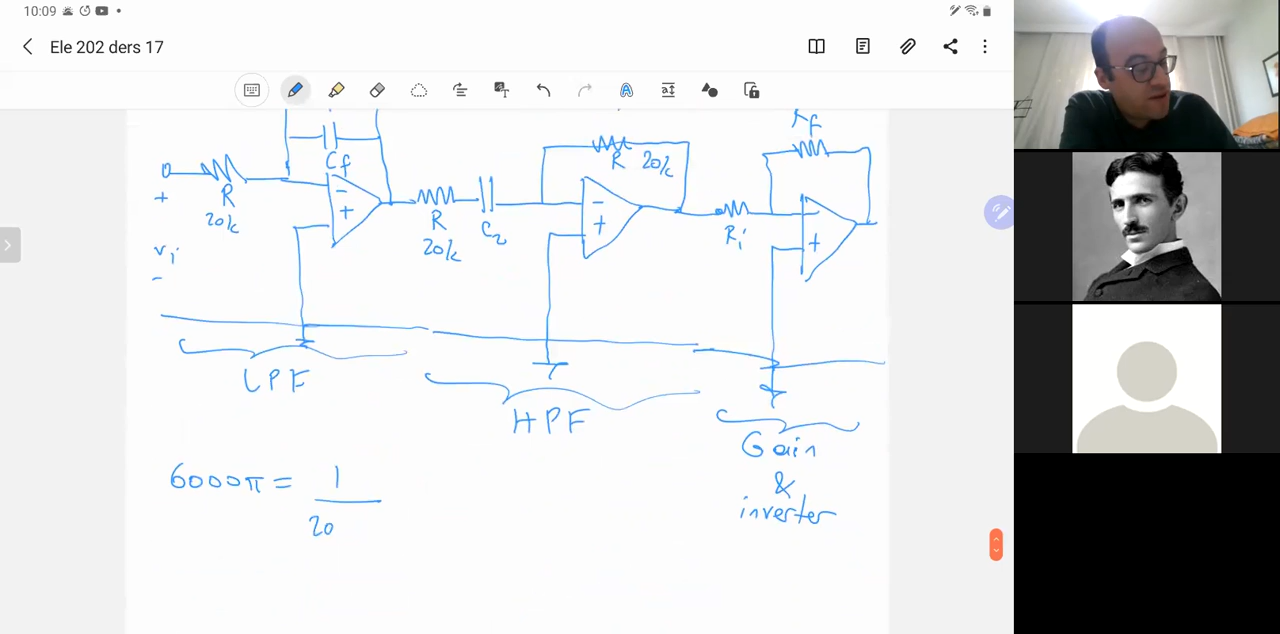 10:09
Ele 202 ders 17
Cf
Rf
R 20k
R
20k
+
vi
-
-
+
R
20k
C2
-
+
Ri
+
LPF
HPF
Gain
&
inverter
6000π = 1
20